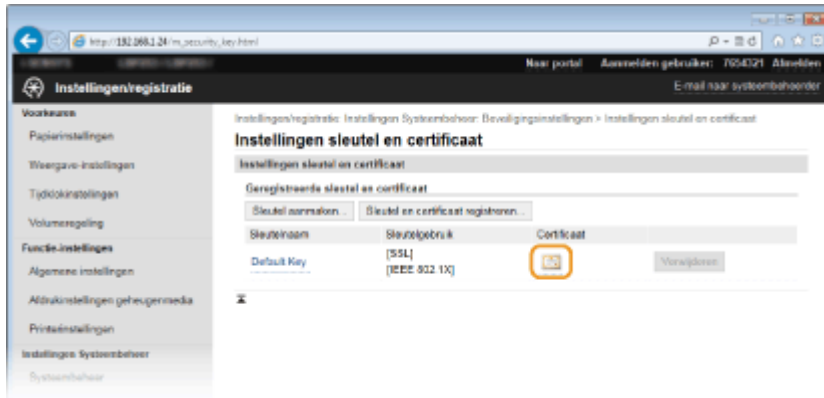 http://192.168.1.24/m_security_key.html
Naar portal Aanmelden gebruiker: 7654321 Afmelden
Instellingen/registratie
E-mail naar systeembeheerder
Voorkeuren
Papierinstellingen
Weergave-instellingen
Tijdklokinstellingen
Volumeregeling
Functie-instellingen
Algemene instellingen
Afdrukinstellingen geheugenmedia
Printerinstellingen
Instellingen Systeembeheer
Systeembeheer
Instellingen/registratie: Instellingen Systeembeheer: Beveiligingsinstellingen > Instellingen sleutel en certificaat
Instellingen sleutel en certificaat
Instellingen sleutel en certificaat
Geregistreerde sleutel en certificaat
Sleutel aanmaken... Sleutel en certificaat registreren...
Sleutelnaam Sleutelgebruik Certificaat
Default Key [SSL] Verwijderen
[IEEE 802.1X]